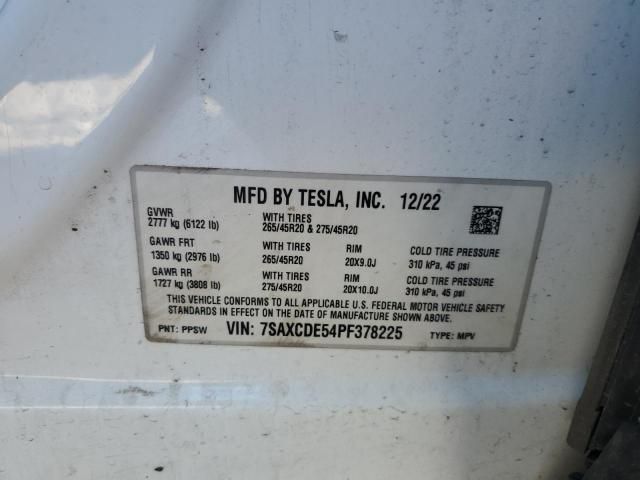 MFD BY TESLA, INC. 12/22
GVWR
2777 kg (6122 lb)
WITH TIRES
265/45R20 & 275/45R20
GAWR FRT
1350 kg (2976 lb)
WITH TIRES
265/45R20
RIM
20X9.0J
COLD TIRE PRESSURE
310 kPa, 45 psi
GAWR RR
1727 kg (3808 lb)
WITH TIRES
275/45R20
RIM
20X10.0J
COLD TIRE PRESSURE
310 kPa, 45 psi
THIS VEHICLE CONFORMS TO ALL APPLICABLE U.S. FEDERAL MOTOR VEHICLE SAFETY
STANDARDS IN EFFECT ON THE DATE OF MANUFACTURE SHOWN ABOVE.
PNT: PPSW VIN: 7SAXCDE54PF378225 TYPE: MPV